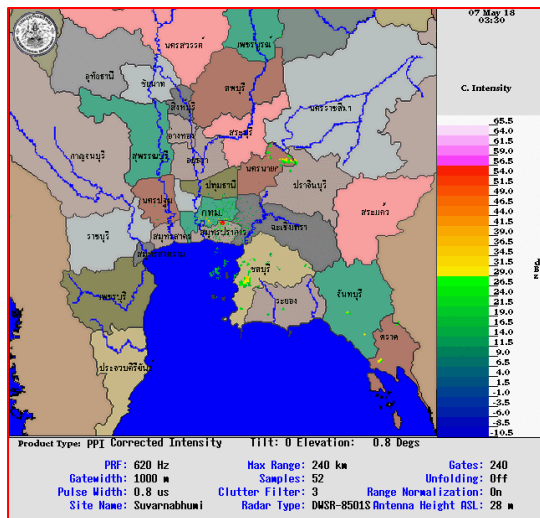 07 May 18
03:30
C. Intensity
นครสวรรค์
เพชรบูรณ์
อุทัยธานี
ชัยนาท
ลพบุรี
สิงหบุรี
นครราชสีมา
อ่างทอง
สระบุรี
กาญจนบุรี
สุพรรณบุรี
อยุธยา
นครนายก
ปราจีนบุรี
ปทุมธานี
นครปฐม
กทม.
สระแก้ว
ฉะเชิงเทรา
ราชบุรี
สมุทรสาคร
สมุทรปราการ
ชลบุรี
เพชรบุรี
ระยอง
จันทบุรี
ตราด
ประจวบคีรีขันธ์
65.5
64.0
61.5
59.0
56.5
54.0
51.5
49.0
46.5
44.0
41.5
39.0
36.5
34.0
31.5
29.0
26.5
24.0
21.5
19.0
16.5
14.0
11.5
9.0
6.5
4.0
1.5
-1.0
-3.5
-6.0
-8.5
-10.5
Product Type: PPI Corrected Intensity Tilt: 0 Elevation: 0.8 Degs
PRF: 620 Hz Max Range: 240 km Gates: 240
Gatewidth: 1000 m Samples: 52 Unfolding: Off
Pulse Width: 0.8 us Clutter Filter: 3 Range Normalization: On
Site Name: Suvarnabhumi Radar Type: DWSR-8501S Antenna Height ASL: 28 m